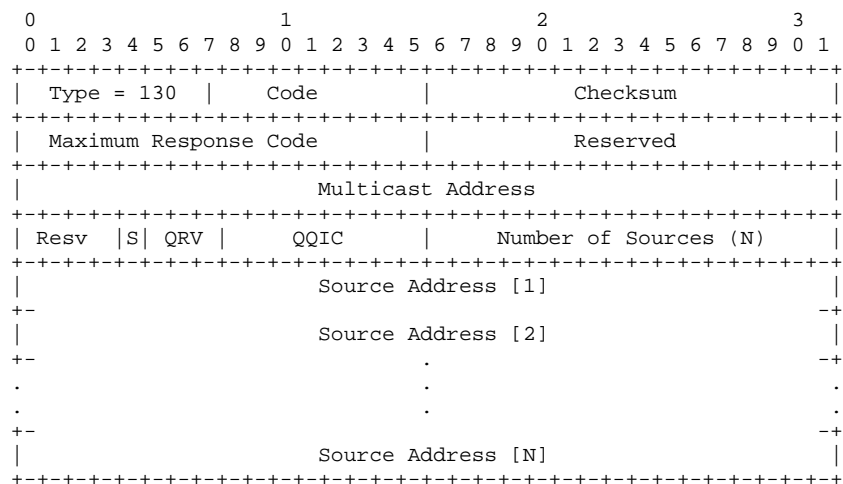 0                   1                   2                   3
 0 1 2 3 4 5 6 7 8 9 0 1 2 3 4 5 6 7 8 9 0 1 2 3 4 5 6 7 8 9 0 1
+-+-+-+-+-+-+-+-+-+-+-+-+-+-+-+-+-+-+-+-+-+-+-+-+-+-+-+-+-+-+-+-+
|  Type = 130  |    Code       |           Checksum            |
+-+-+-+-+-+-+-+-+-+-+-+-+-+-+-+-+-+-+-+-+-+-+-+-+-+-+-+-+-+-+-+-+
|  Maximum Response Code        |           Reserved            |
+-+-+-+-+-+-+-+-+-+-+-+-+-+-+-+-+-+-+-+-+-+-+-+-+-+-+-+-+-+-+-+-+
|                       Multicast Address                       |
+-+-+-+-+-+-+-+-+-+-+-+-+-+-+-+-+-+-+-+-+-+-+-+-+-+-+-+-+-+-+-+-+
| Resv  |S| QRV |     QQIC      |     Number of Sources (N)     |
+-+-+-+-+-+-+-+-+-+-+-+-+-+-+-+-+-+-+-+-+-+-+-+-+-+-+-+-+-+-+-+-+
|                       Source Address [1]                      |
+-                                                             -+
|                       Source Address [2]                      |
+-                              .                              -+
.                               .                               .
.                               .                               .
+-                                                             -+
|                       Source Address [N]                      |
+-+-+-+-+-+-+-+-+-+-+-+-+-+-+-+-+-+-+-+-+-+-+-+-+-+-+-+-+-+-+-+-+